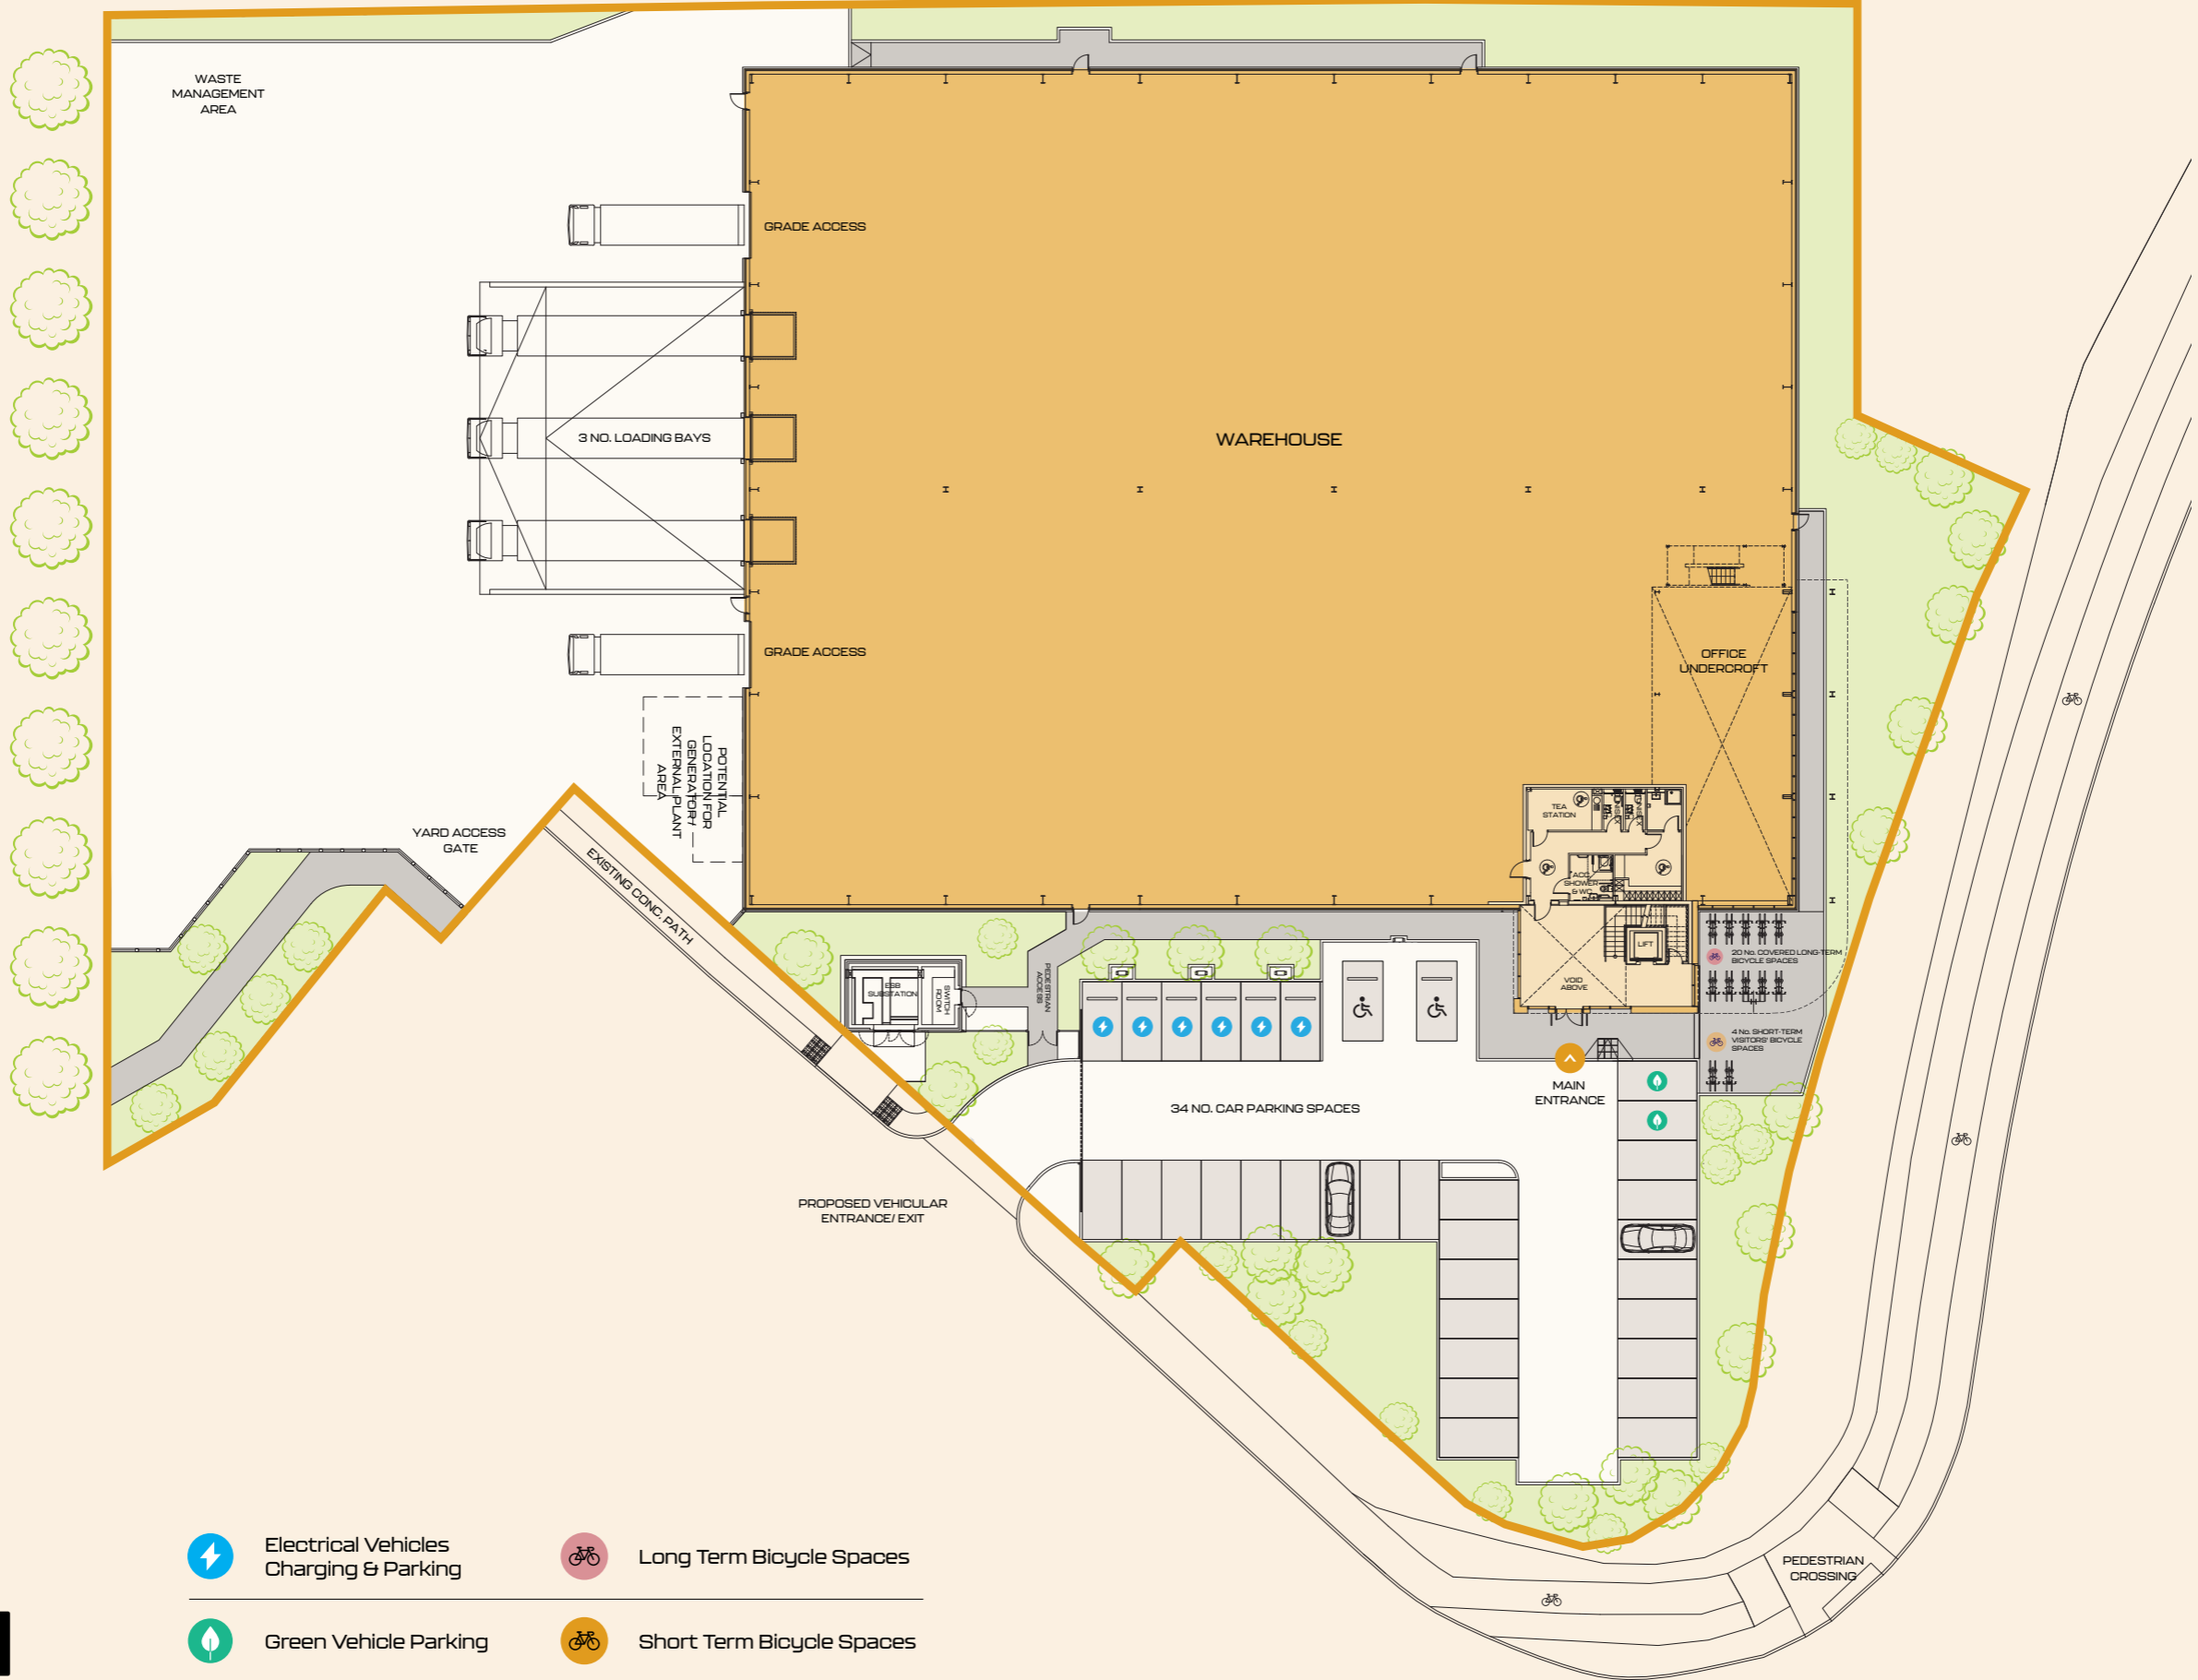 WASTE
MANAGEMENT
AREA
GRADE ACCESS
3 NO. LOADING BAYS
WAREHOUSE
GRADE ACCESS
OFFICE
UNDERCROFT
POTENTIAL
LOCATION FOR
GENERATOR/
EXTERNAL PLANT
AREA
YARD ACCESS
GATE
EXISTING CONC. PATH
TEA
STATION
ACC.
SHOWER
& WC
LIFT
VOID
ABOVE
20 No. COVERED LONG-TERM
BICYCLE SPACES
4 No. SHORT-TERM
VISITORS' BICYCLE
SPACES
ESB
SUBSTATION
SWITCH
ROOM
PEDESTRIAN
ACCESS
MAIN
ENTRANCE
34 NO. CAR PARKING SPACES
PROPOSED VEHICULAR
ENTRANCE/ EXIT
PEDESTRIAN
CROSSING
Electrical Vehicles
Charging & Parking
Long Term Bicycle Spaces
Green Vehicle Parking
Short Term Bicycle Spaces